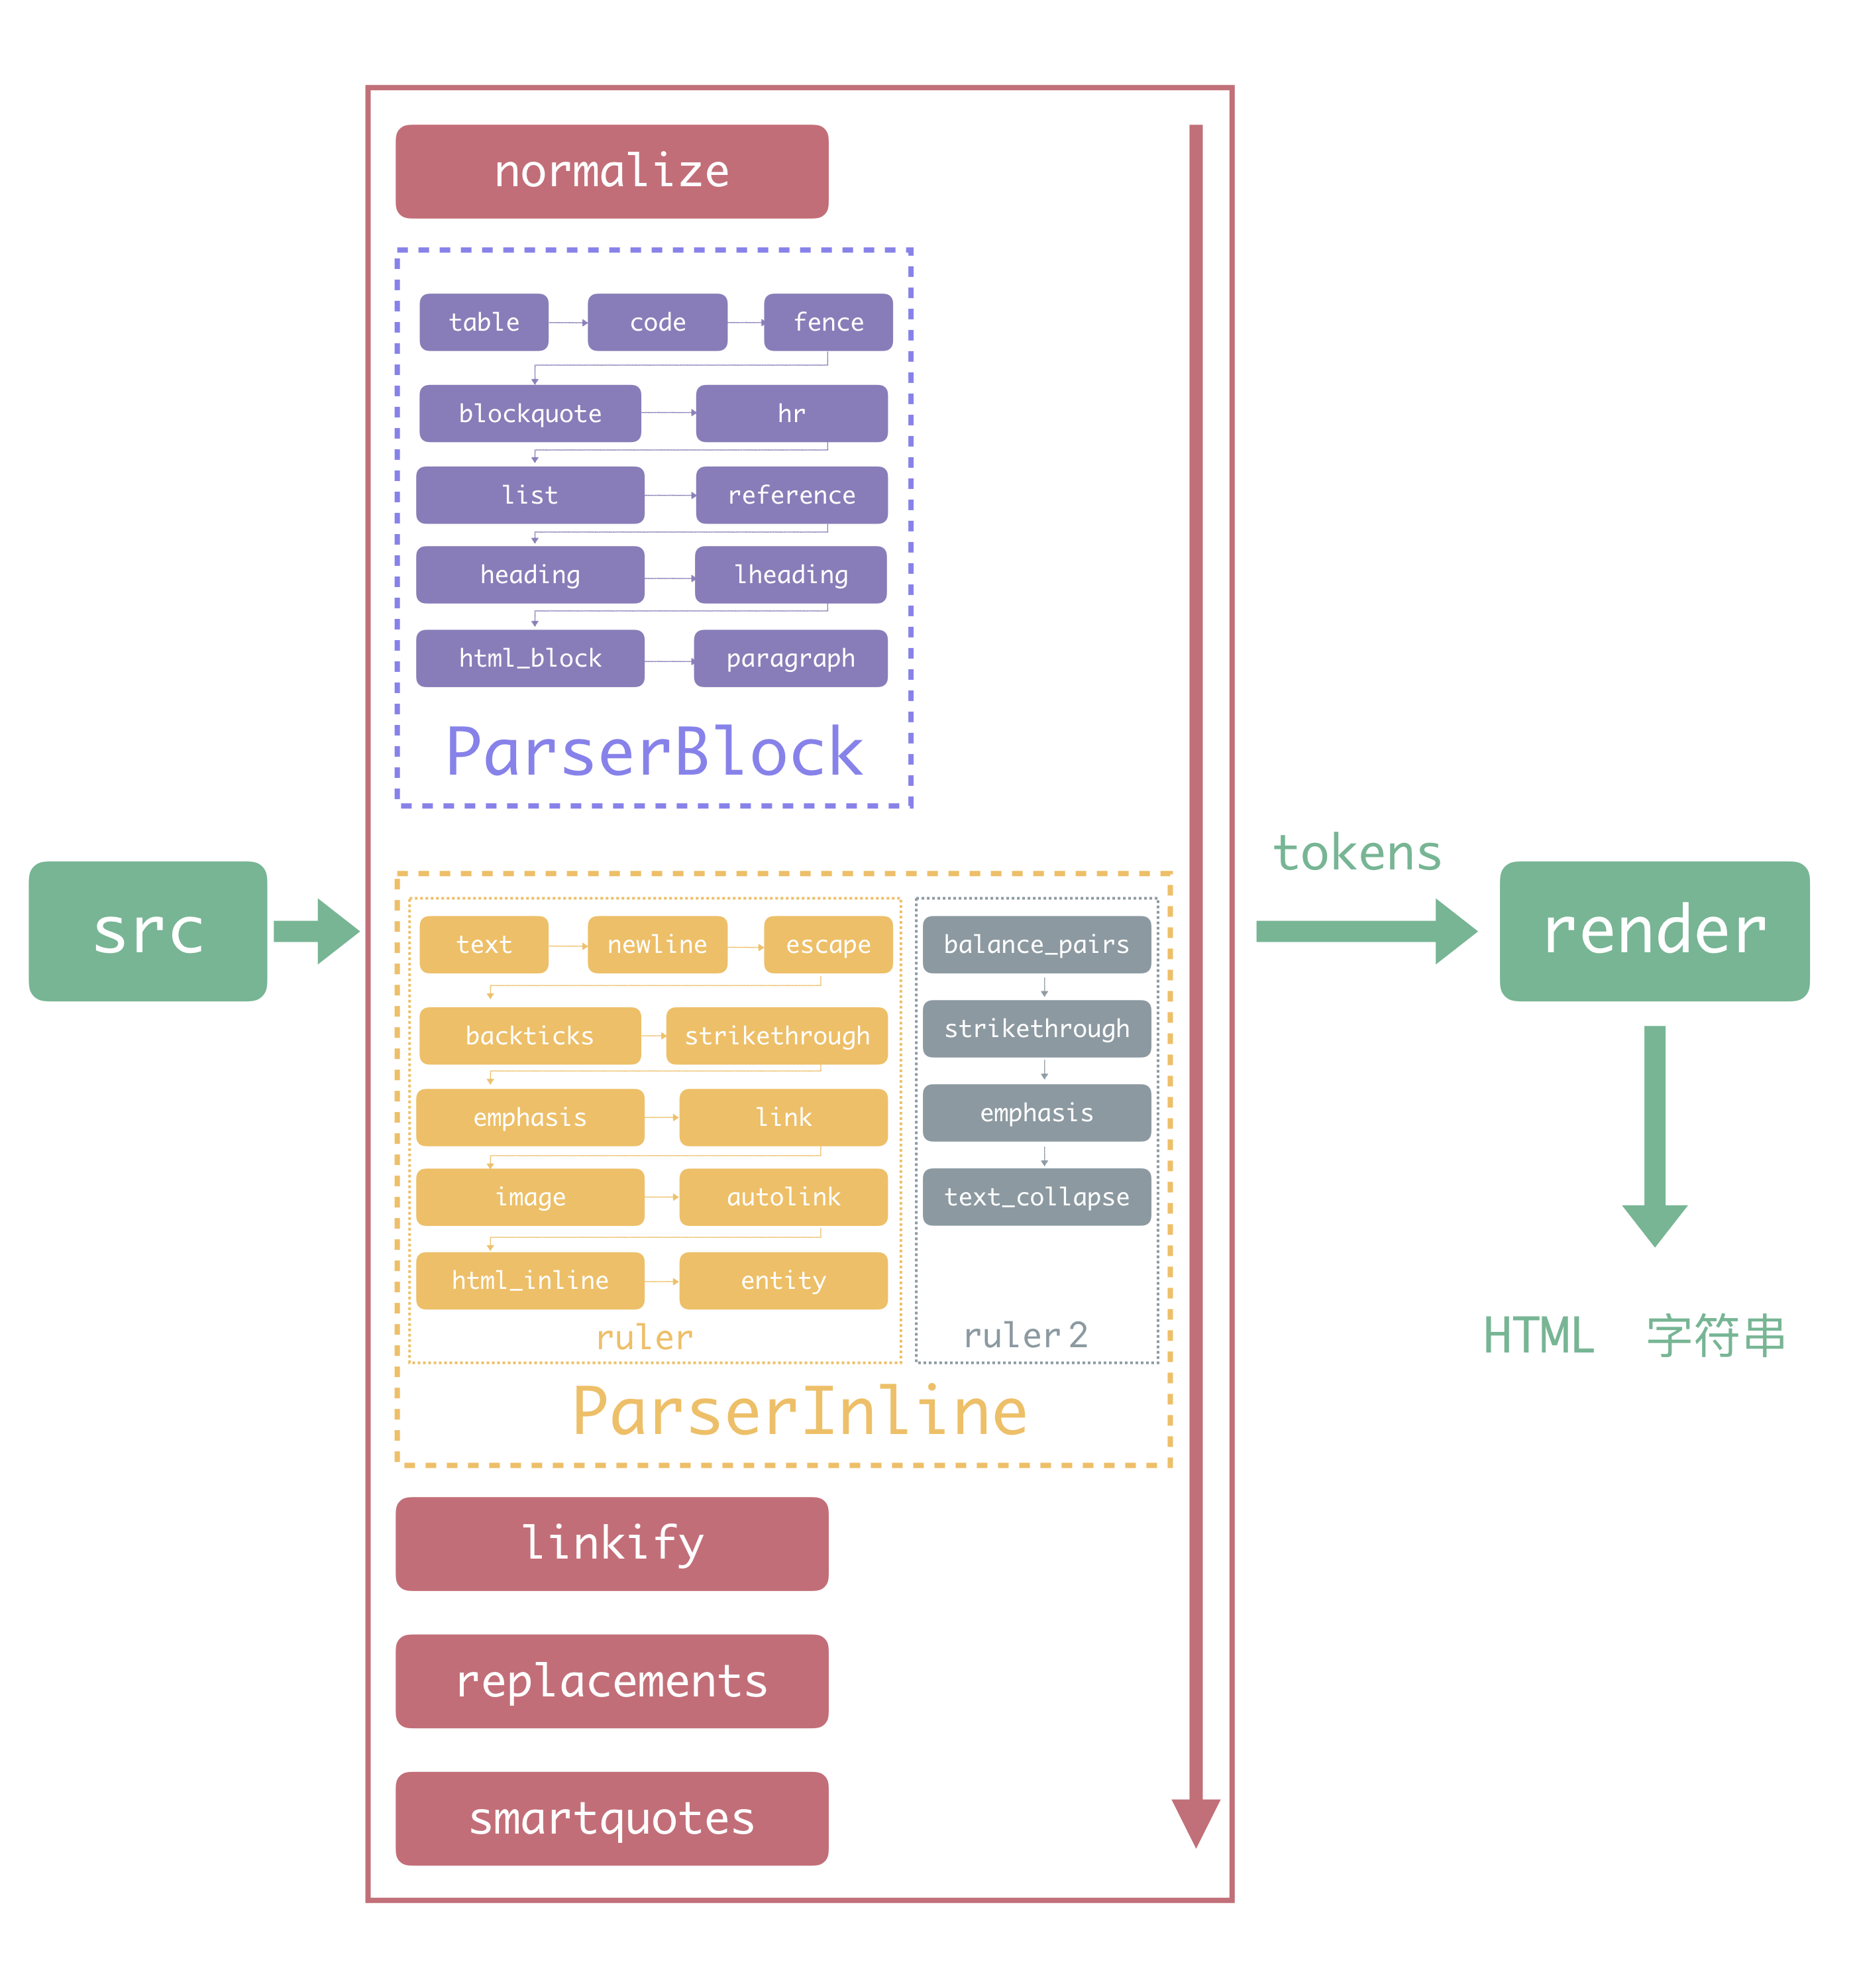 normalize
table
code
fence
blockquote
hr
list
reference
heading
lheading
html_block
paragraph
ParserBlock
src
text
newline
escape
backticks
strikethrough
emphasis
link
image
autolink
html_inline
entity
ruler
balance_pairs
strikethrough
emphasis
text_collapse
ruler2
ParserInline
linkify
replacements
smartquotes
tokens
render
HTML 字符串